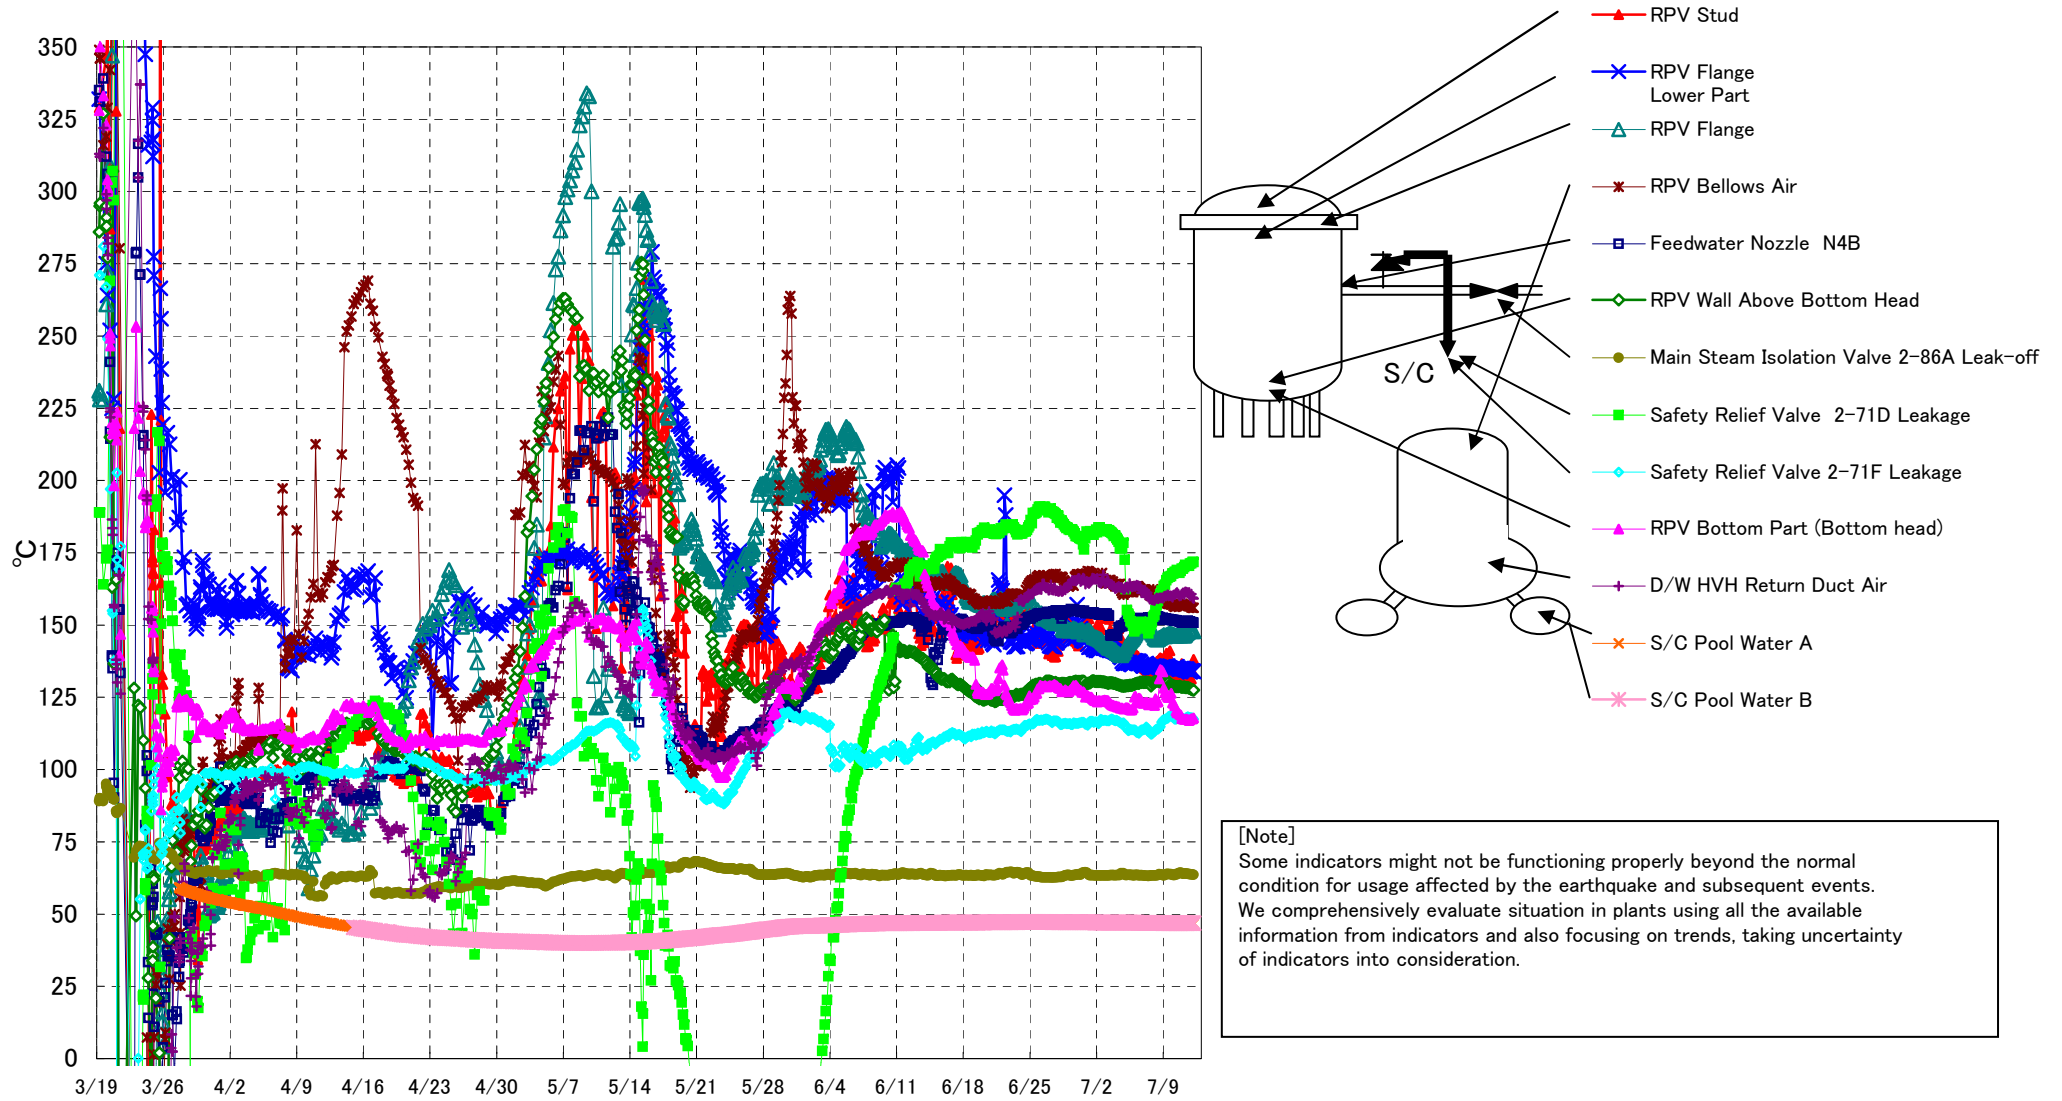 350
325
300
275
250
225
200
175
150
125
100
75
50
25
0
℃
3/19 3/26 4/2 4/9 4/16 4/23 4/30 5/7 5/14 5/21 5/28 6/4 6/11 6/18 6/25 7/2 7/9
RPV Stud
RPV Flange
Lower Part
RPV Flange
RPV Bellows Air
Feedwater Nozzle N4B
RPV Wall Above Bottom Head
Main Steam Isolation Valve 2-86A Leak-off
Safety Relief Valve 2-71D Leakage
Safety Relief Valve 2-71F Leakage
RPV Bottom Part (Bottom head)
D/W HVH Return Duct Air
S/C Pool Water A
S/C Pool Water B
S/C
[Note]
Some indicators might not be functioning properly beyond the normal
condition for usage affected by the earthquake and subsequent events.
We comprehensively evaluate situation in plants using all the available
information from indicators and also focusing on trends, taking uncertainty
of indicators into consideration.